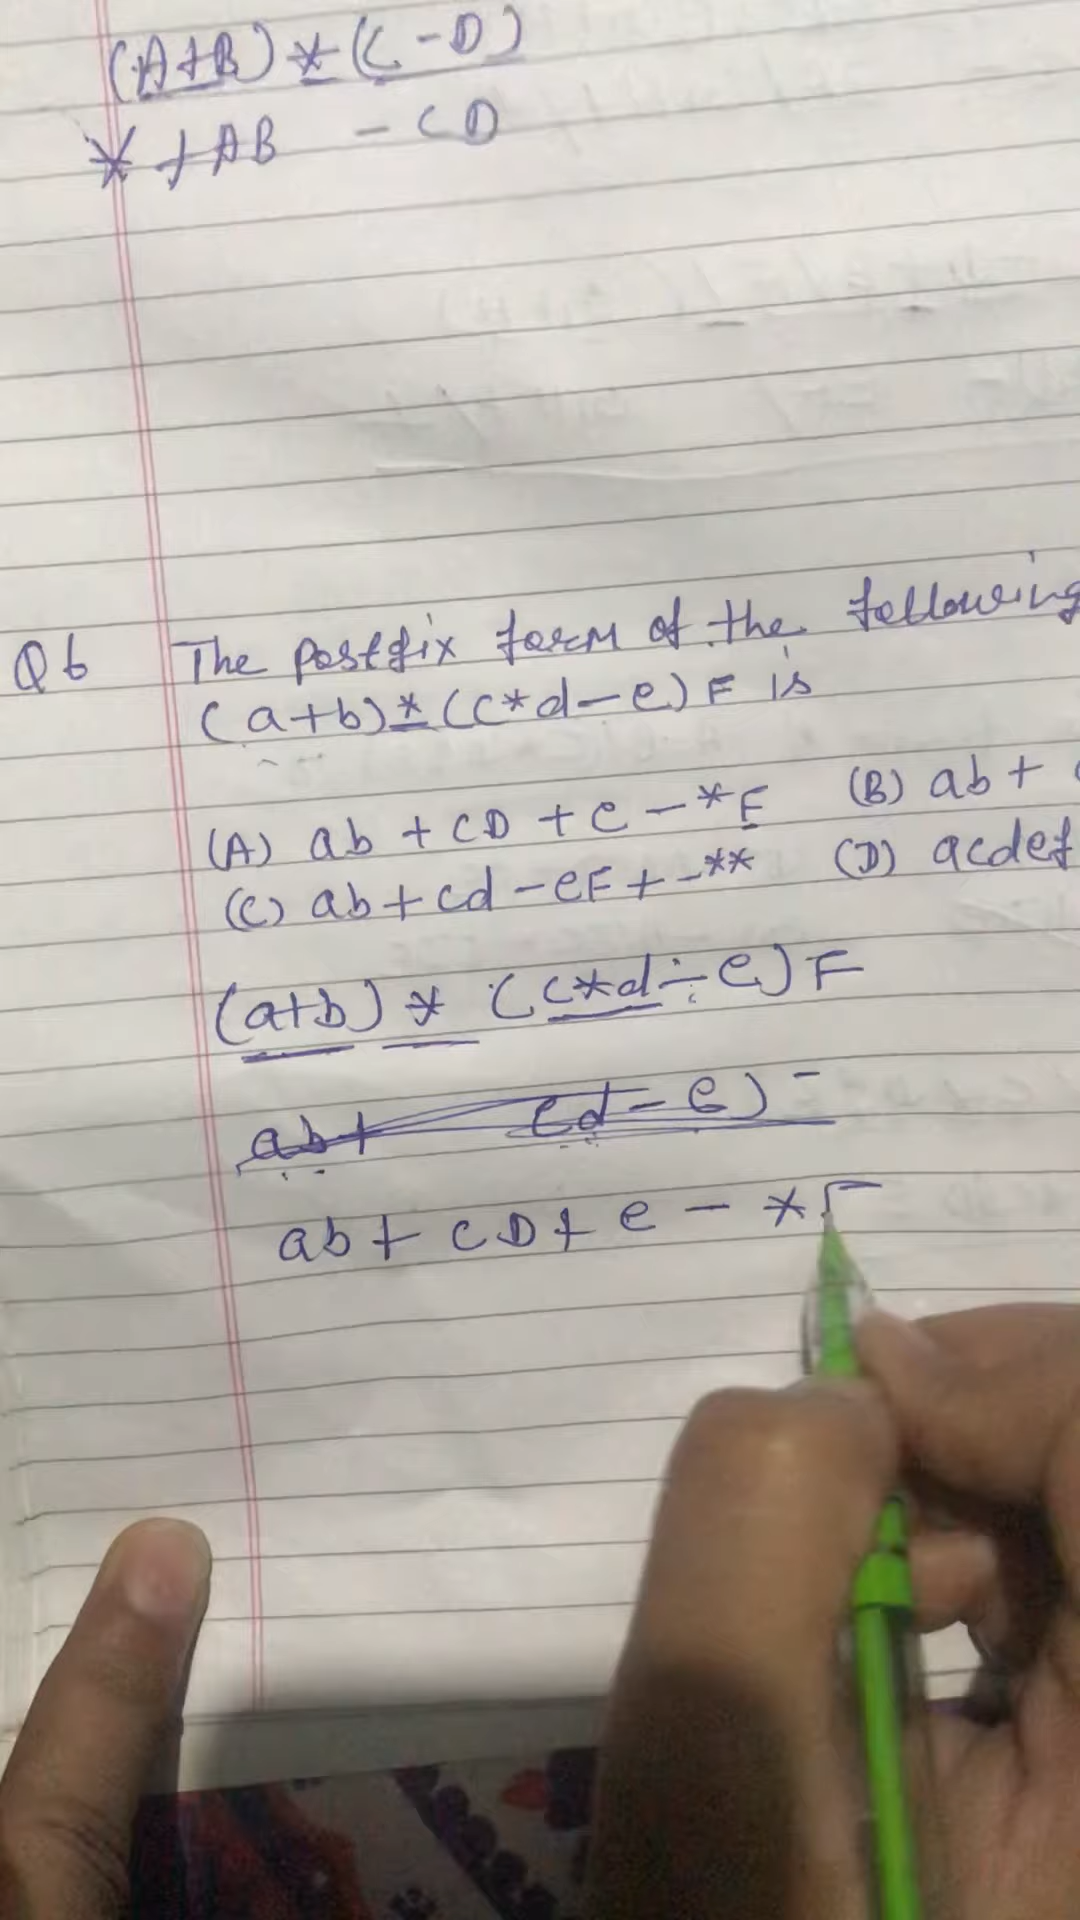 (A+B) * (C-D)
* +AB -CD
Q6 The postfix form of the following
(a+b)*(c*d-e) F is
(A) ab + CD + e - *F (B) ab +
(C) ab + cd - eF + -** (D) acdef
(a+b) * (c*d-e) F
ab+ cd-e) -
ab + CD + e - *F